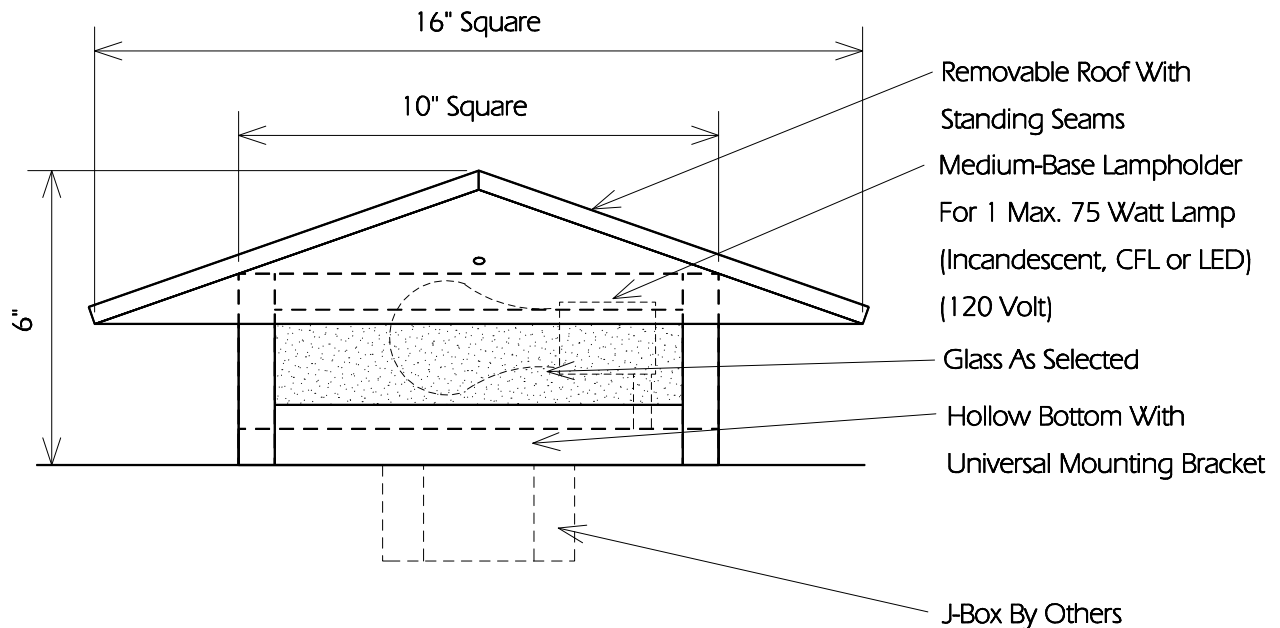 16" Square
10" Square
6"
Removable Roof With
Standing Seams
Medium-Base Lampholder
For 1 Max. 75 Watt Lamp
(Incandescent, CFL or LED)
(120 Volt)
Glass As Selected
Hollow Bottom With
Universal Mounting Bracket
J-Box By Others